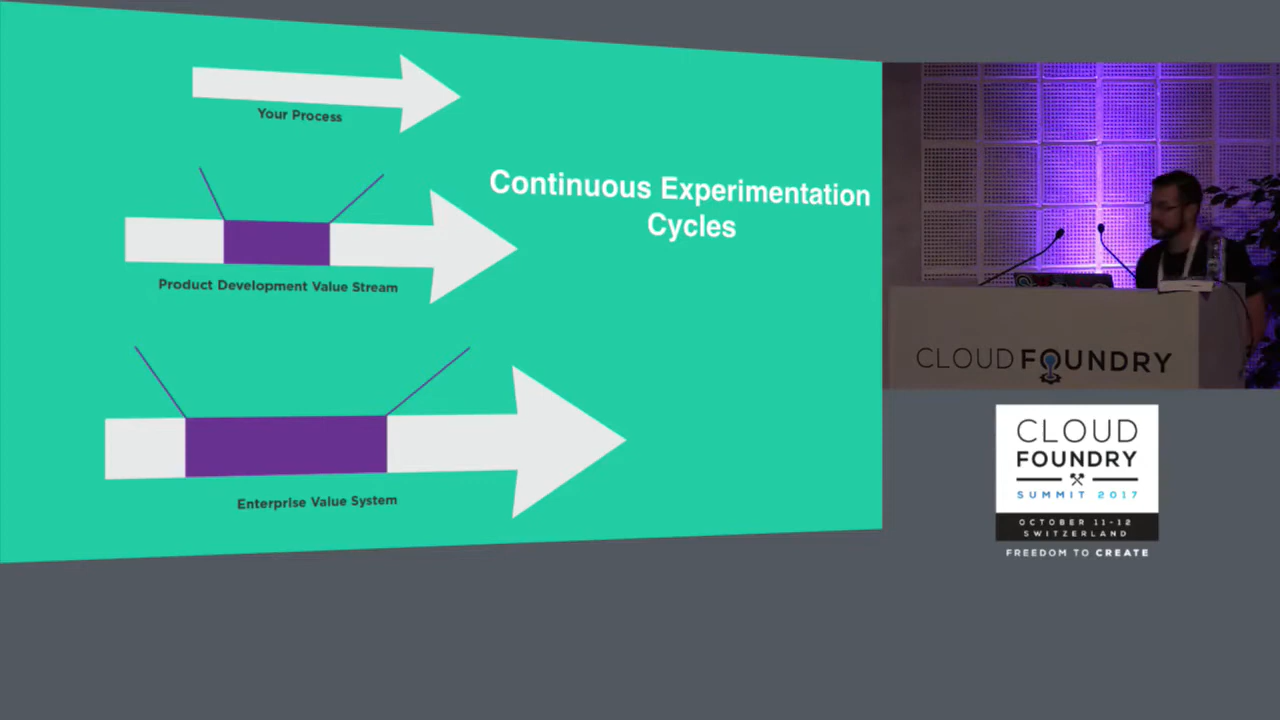 Your Process
Continuous Experimentation
Cycles
Product Development Value Stream
Enterprise Value System
CLOUD FOUNDRY
CLOUD
FOUNDRY
SUMMIT 2017
OCTOBER 11-12
SWITZERLAND
FREEDOM TO CREATE